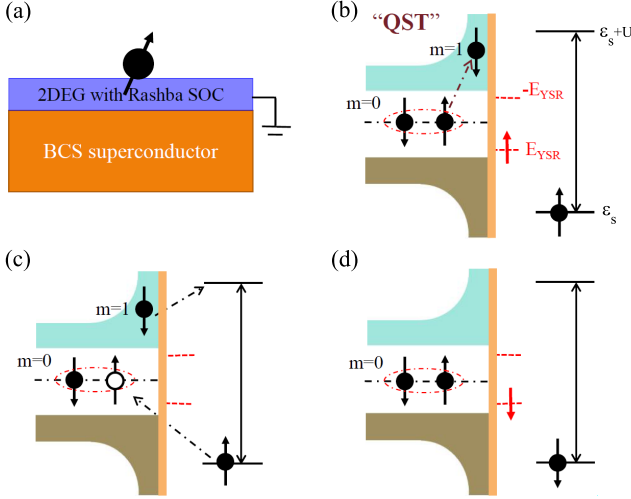 (a)
2DEG with Rashba SOC
BCS superconductor
(b)
“QST”
m=1
m=0
-E_YSR
E_YSR
ε_s+U
ε_s
(c)
m=1
m=0
(d)
m=0